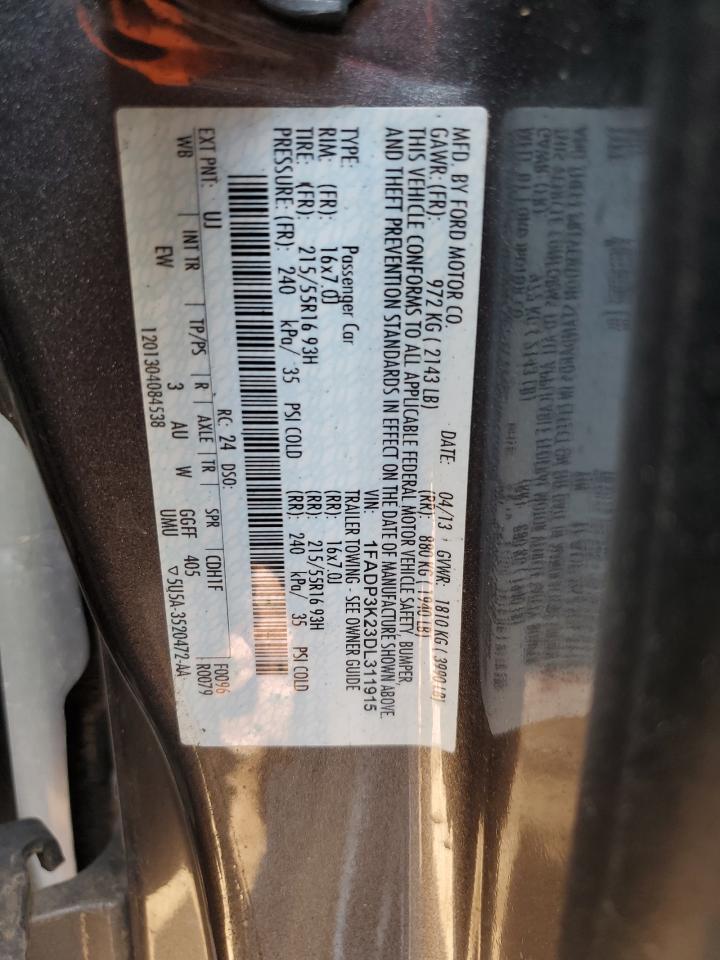 MFD. BY FORD MOTOR CO. DATE: 04/13 GVWR: 1810 KG ( 3990 LB)
GAWR: (FR): 972 KG ( 2143 LB) (RR): 880 KG ( 1940 LB)
THIS VEHICLE CONFORMS TO ALL APPLICABLE FEDERAL MOTOR VEHICLE SAFETY, BUMPER,
AND THEFT PREVENTION STANDARDS IN EFFECT ON THE DATE OF MANUFACTURE SHOWN ABOVE.
VIN: 1FADP3K23DL311915
TYPE: Passenger Car TRAILER TOWING - SEE OWNER GUIDE
RIM: (FR): 16x7.0J (RR): 16x7.0J
TIRE: (FR): 215/55R16 93H (RR): 215/55R16 93H
PRESSURE: (FR): 240 kPa/ 35 PSI COLD (RR): 240 kPa/ 35 PSI COLD
RC: 24 DSO: F0096
EXT PNT: UJ R0079
WB INT TR TP/PS R AXLE TR SPR CDH1F
EW 3 AU W GGFF 405
1201304084538 UMU ▽5U5A-3520472-AA